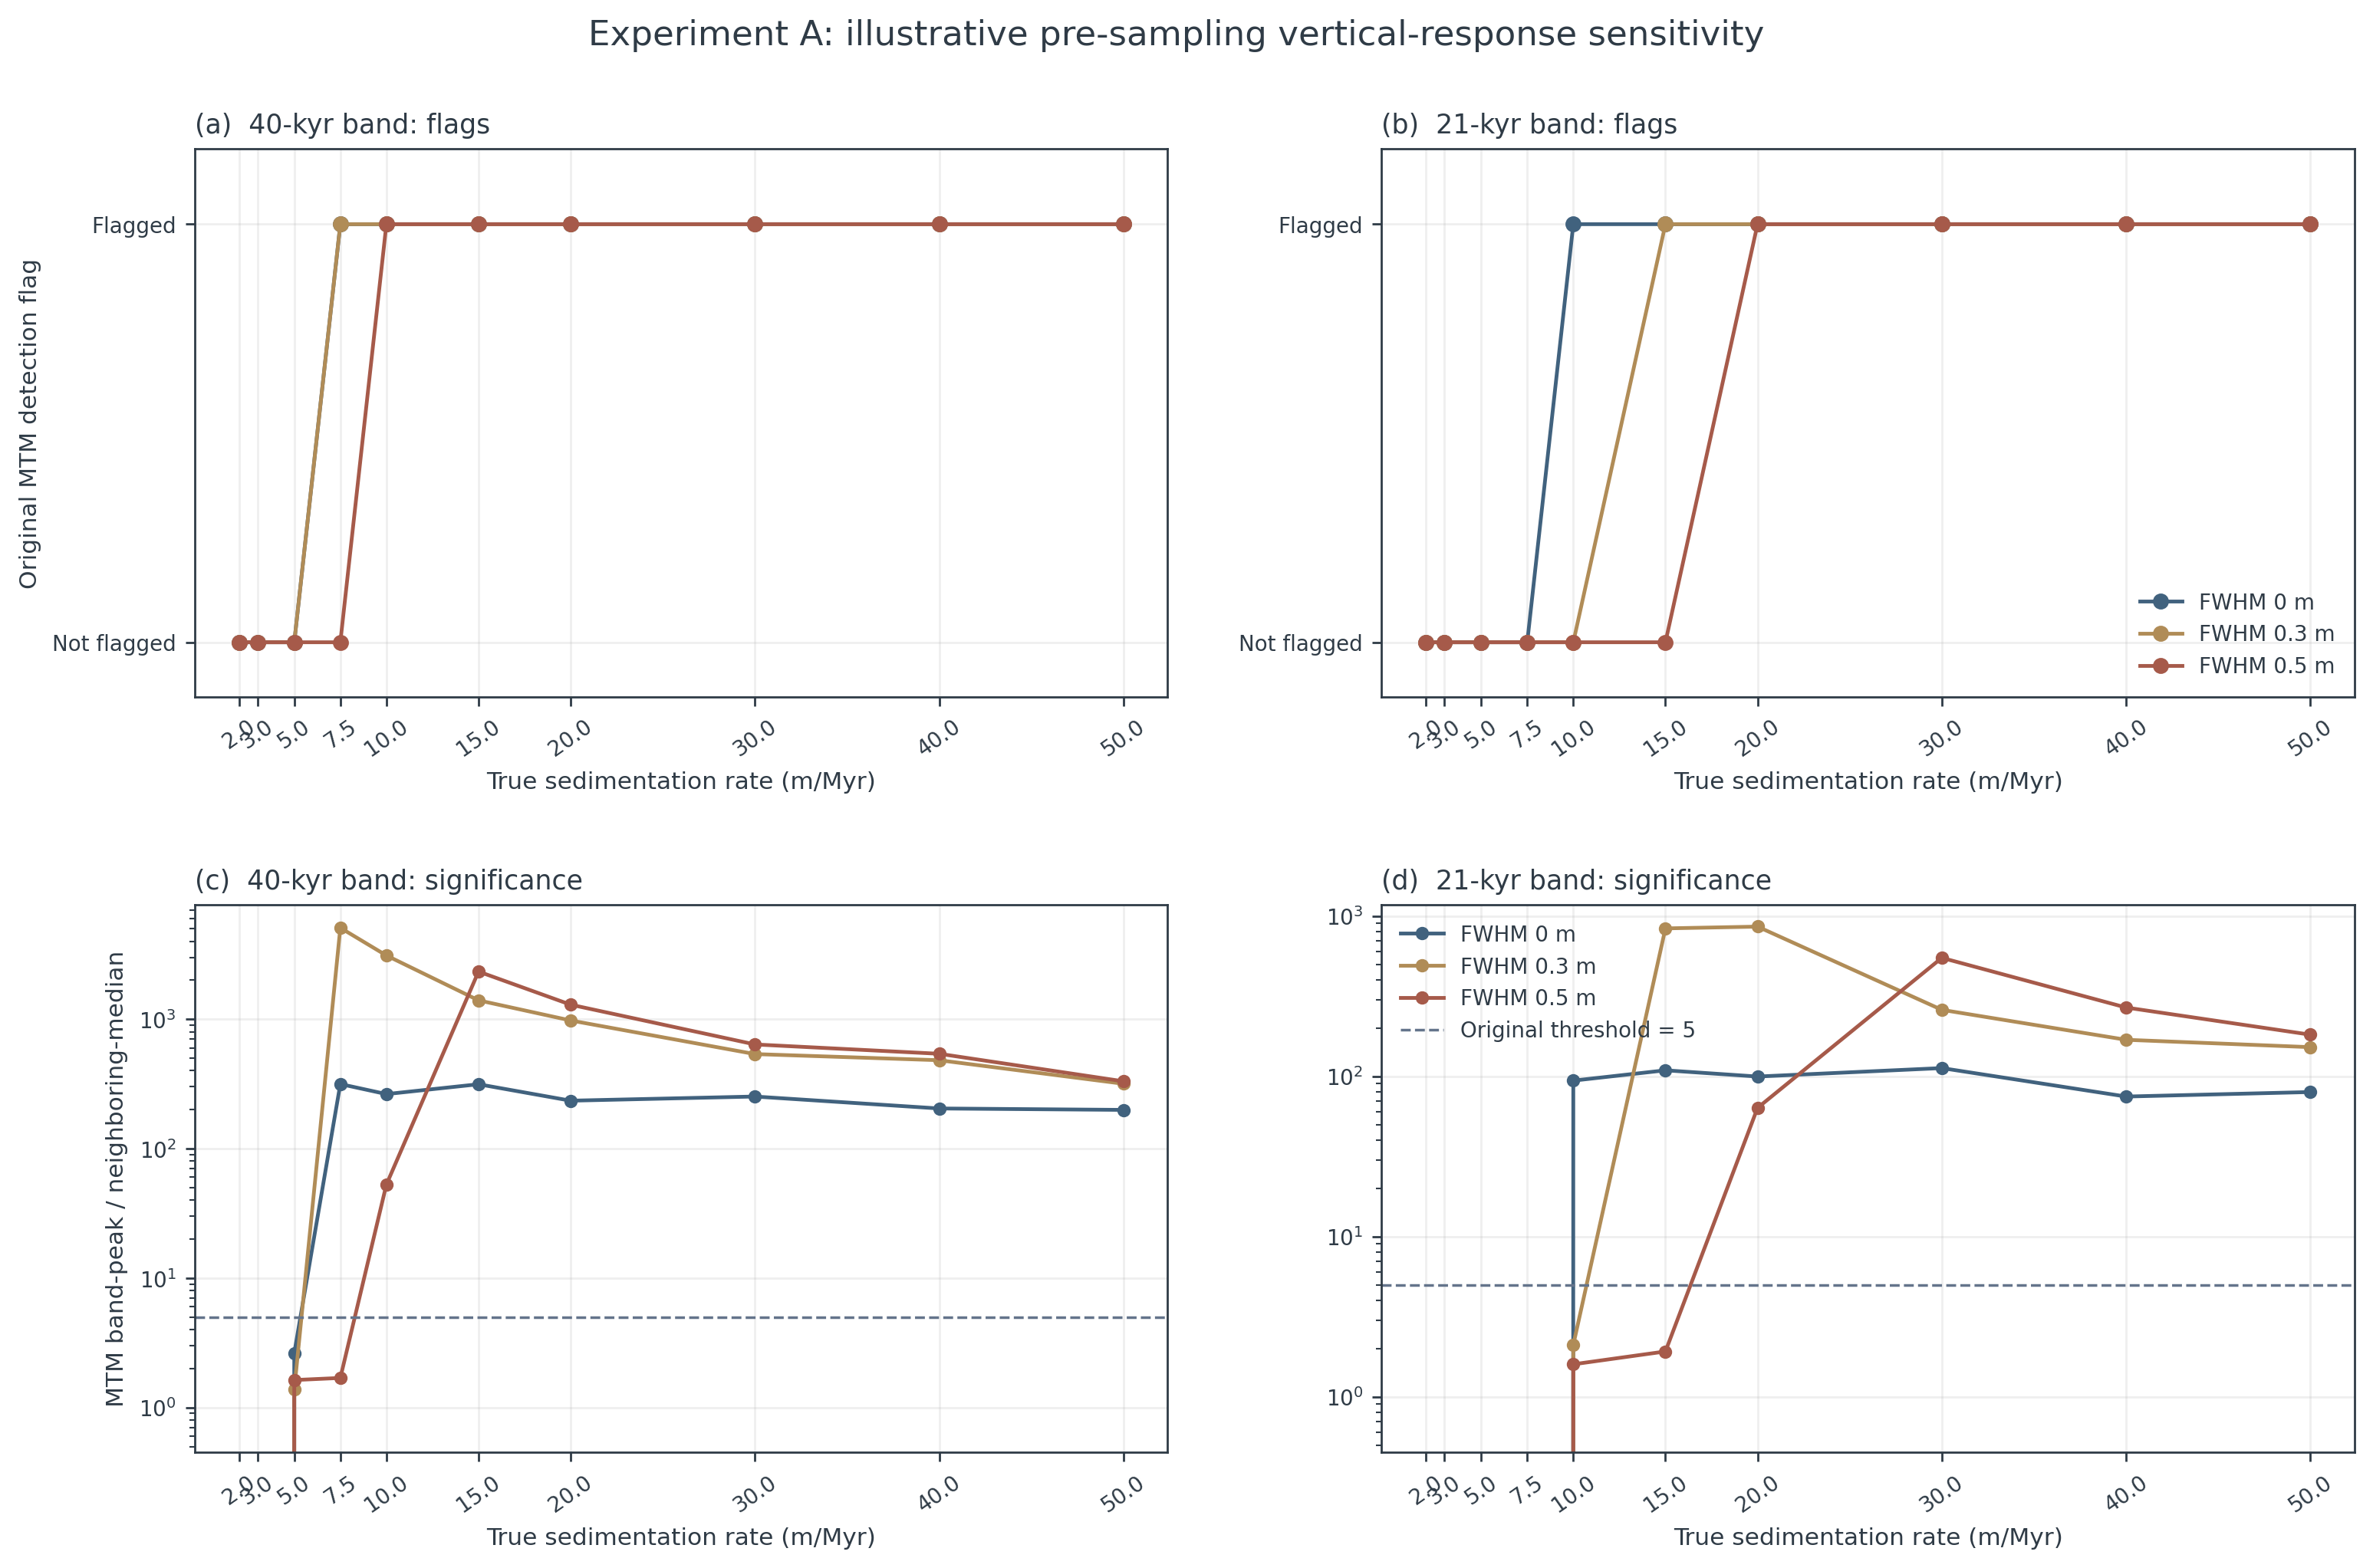 Experiment A: illustrative pre-sampling vertical-response sensitivity
(a)  40-kyr band: flags
Original MTM detection flag
Flagged
Not flagged
2.0
3.0
5.0
7.5
10.0
15.0
20.0
30.0
40.0
50.0
True sedimentation rate (m/Myr)
(b)  21-kyr band: flags
Flagged
Not flagged
FWHM 0 m
FWHM 0.3 m
FWHM 0.5 m
2.0
3.0
5.0
7.5
10.0
15.0
20.0
30.0
40.0
50.0
True sedimentation rate (m/Myr)
(c)  40-kyr band: significance
MTM band-peak / neighboring-median
10³
10²
10¹
10⁰
2.0
3.0
5.0
7.5
10.0
15.0
20.0
30.0
40.0
50.0
True sedimentation rate (m/Myr)
(d)  21-kyr band: significance
10³
10²
10¹
10⁰
FWHM 0 m
FWHM 0.3 m
FWHM 0.5 m
Original threshold = 5
2.0
3.0
5.0
7.5
10.0
15.0
20.0
30.0
40.0
50.0
True sedimentation rate (m/Myr)